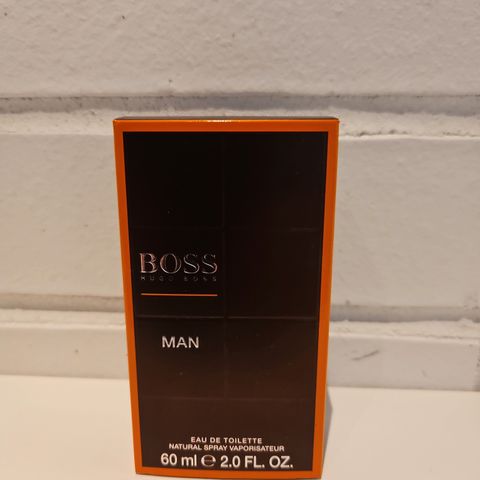 BOSS
HUGO BOSS
MAN
EAU DE TOILETTE
NATURAL SPRAY VAPORISATEUR
60 ml ℮ 2.0 FL. OZ.